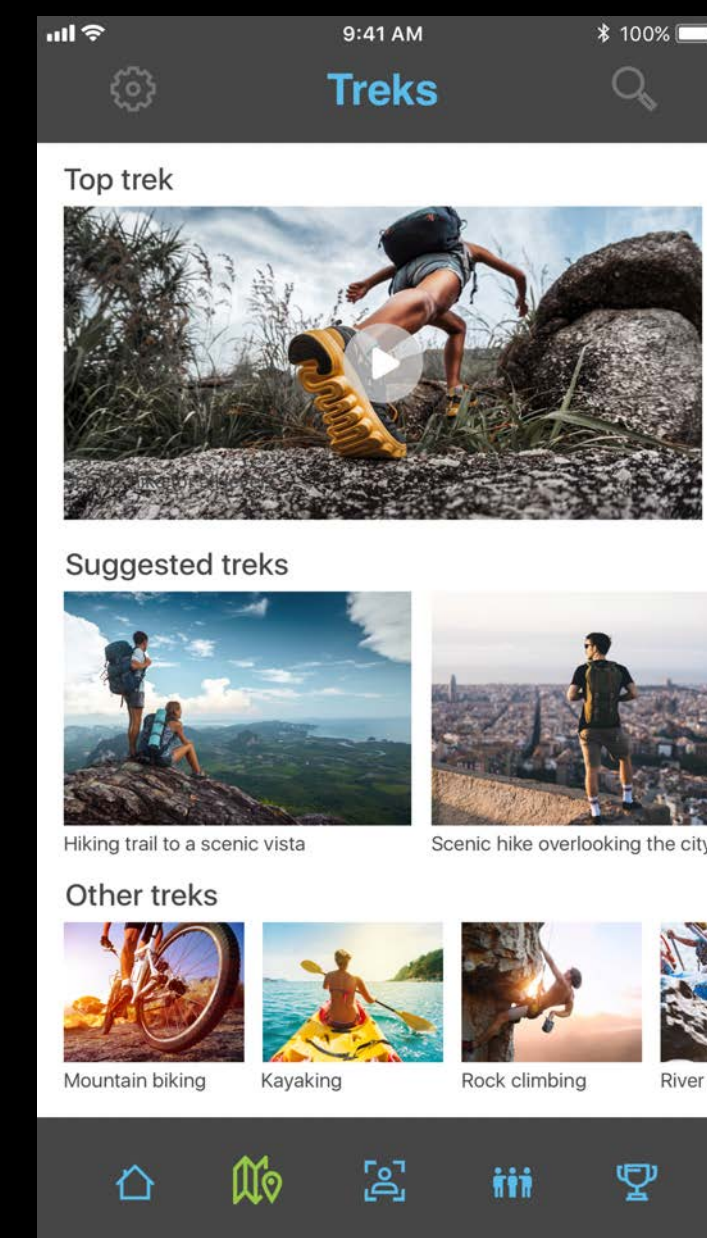 9:41 AM
100%
Treks
Top trek
Suggested treks
Hiking trail to a scenic vista
Scenic hike overlooking the city
Other treks
Mountain biking
Kayaking
Rock climbing
River